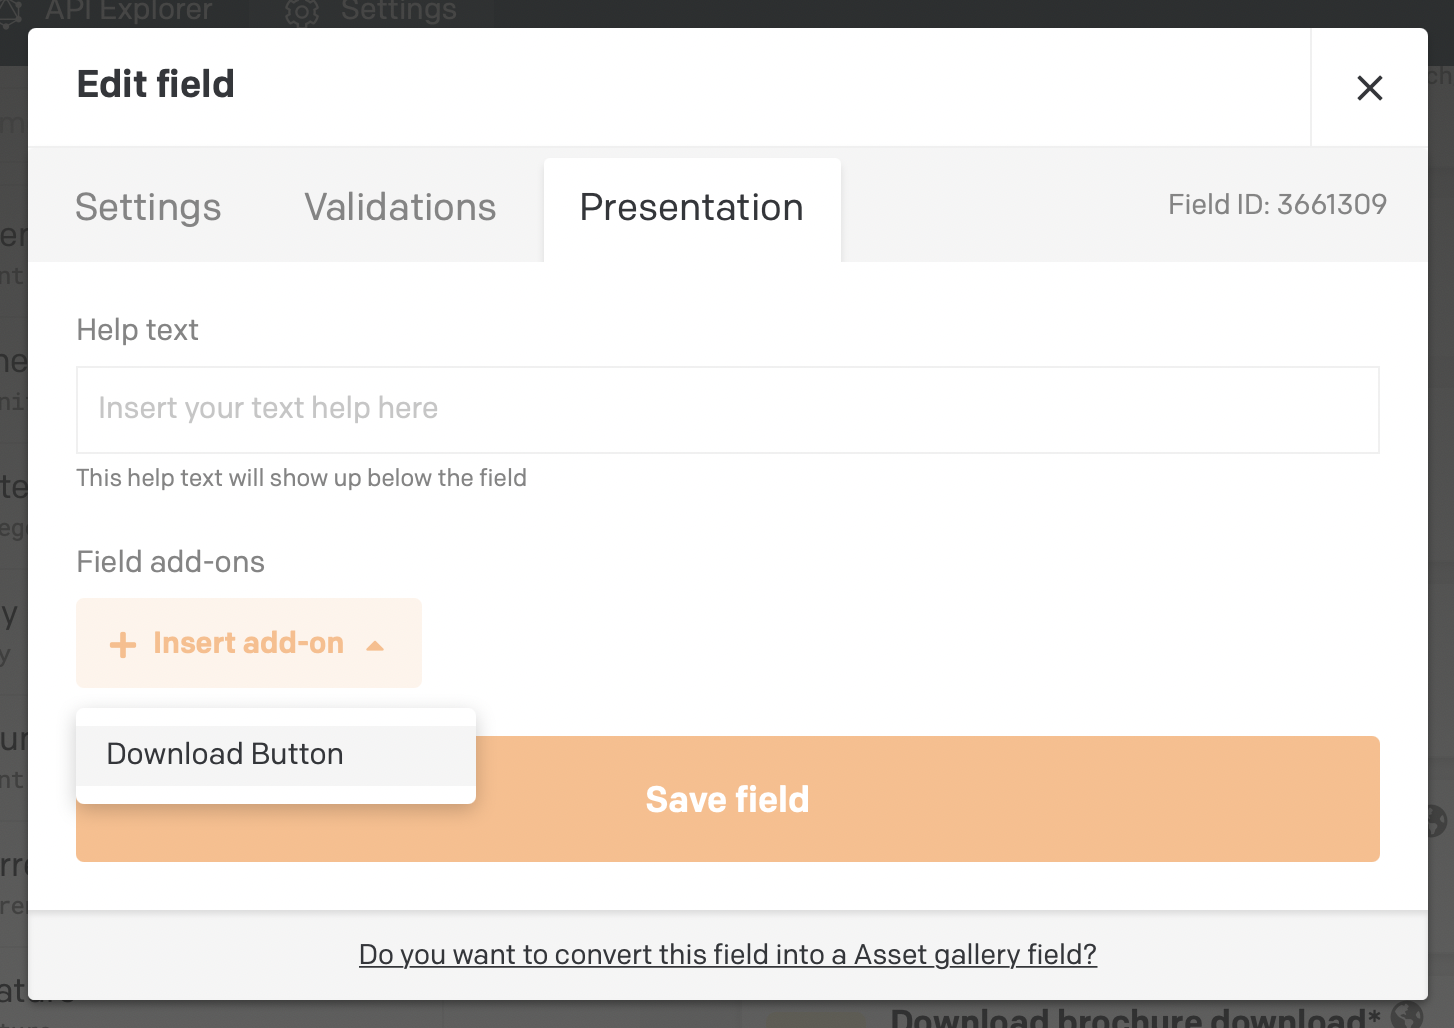 API Explorer Settings
Edit field
Settings Validations Presentation Field ID: 3661309
Help text
Insert your text help here
This help text will show up below the field
Field add-ons
Insert add-on
Download Button
Save field
Do you want to convert this field into a Asset gallery field?
Download brochure download*